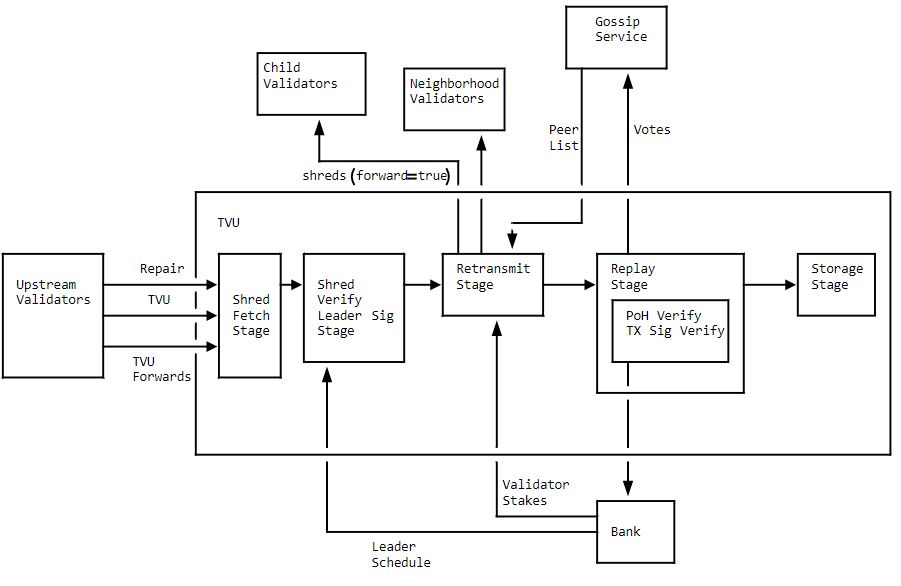 Gossip
Service
Child
Validators
Neighborhood
Validators
Peer
List
Votes
shreds (forward=true)
TVU
Upstream
Validators
Repair
TVU
TVU
Forwards
Shred
Fetch
Stage
Shred
Verify
Leader Sig
Stage
Retransmit
Stage
Replay
Stage
PoH Verify
TX Sig Verify
Storage
Stage
Validator
Stakes
Bank
Leader
Schedule